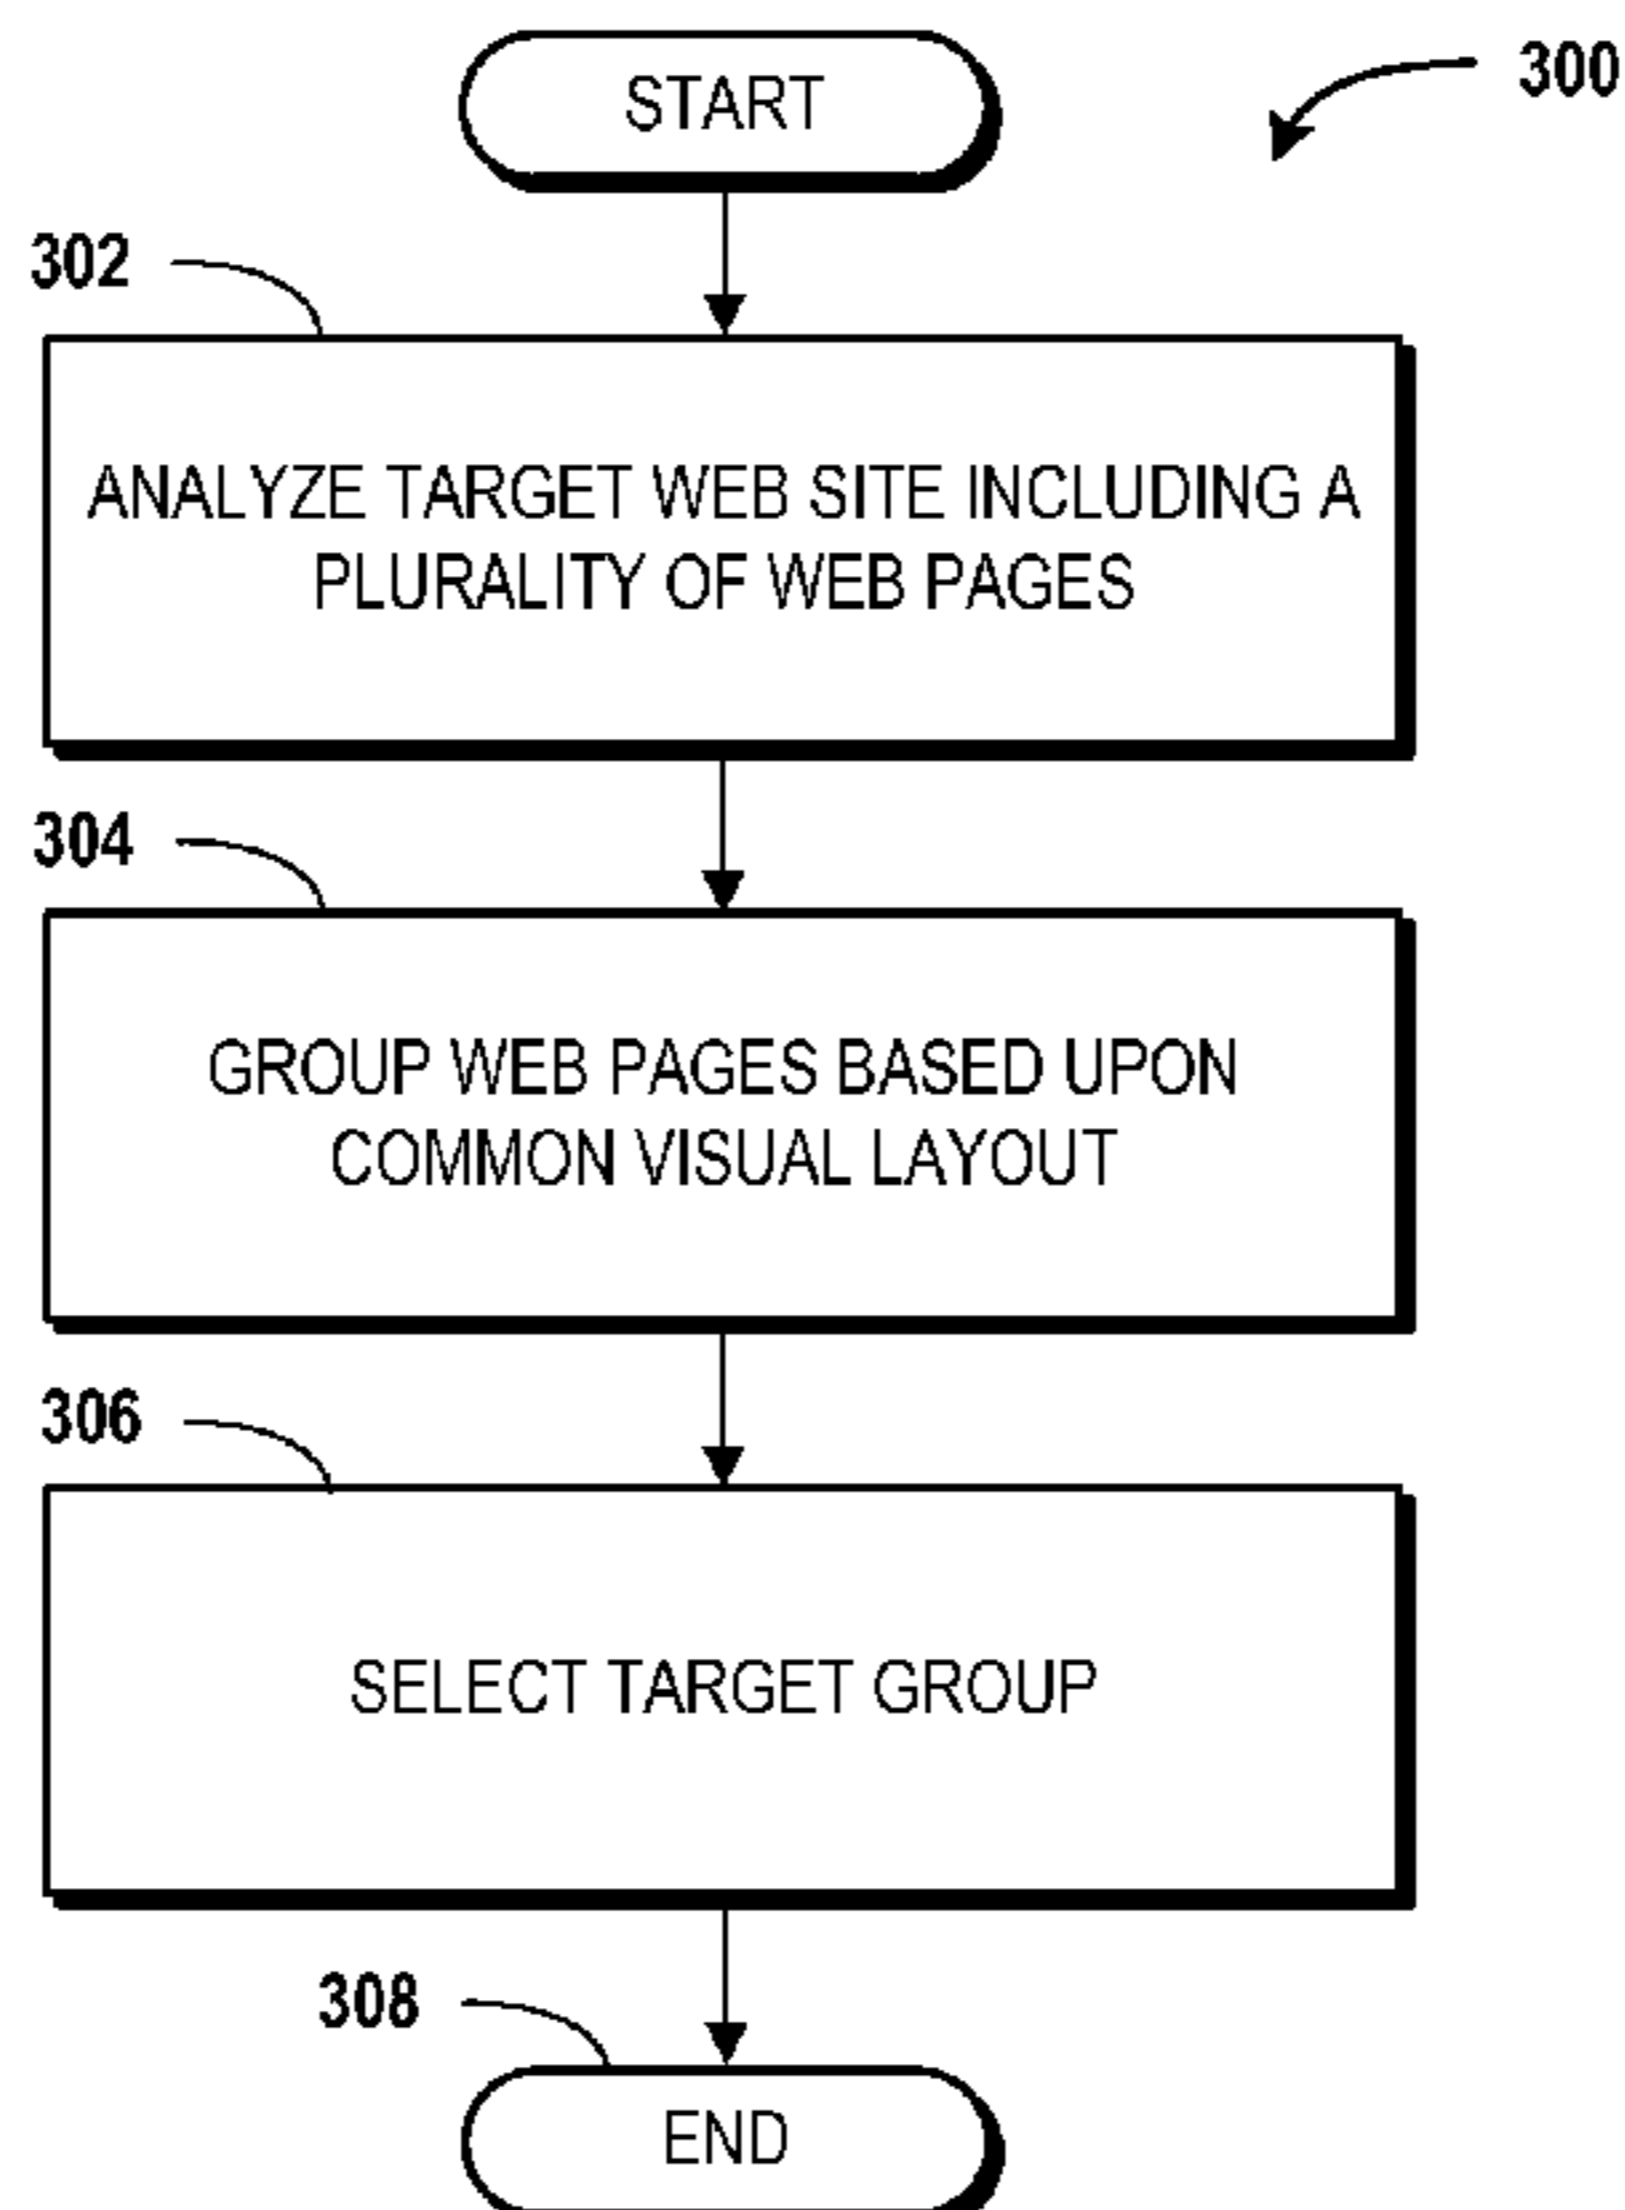 START
300
302
ANALYZE TARGET WEB SITE INCLUDING A
PLURALITY OF WEB PAGES
304
GROUP WEB PAGES BASED UPON
COMMON VISUAL LAYOUT
306
SELECT TARGET GROUP
308
END